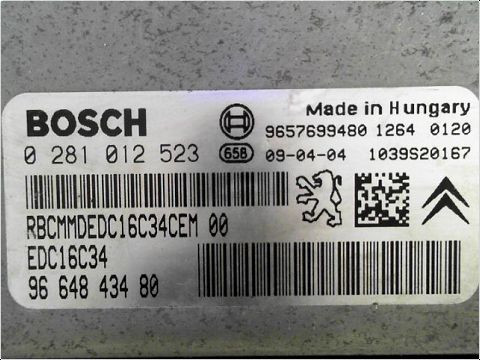 BOSCH
Made in Hungary
9657699480 1264 0120
0 281 012 523 658 09-04-04 1039S20167
RBCMMDEDC16C34CEM 00
EDC16C34
96 648 434 80